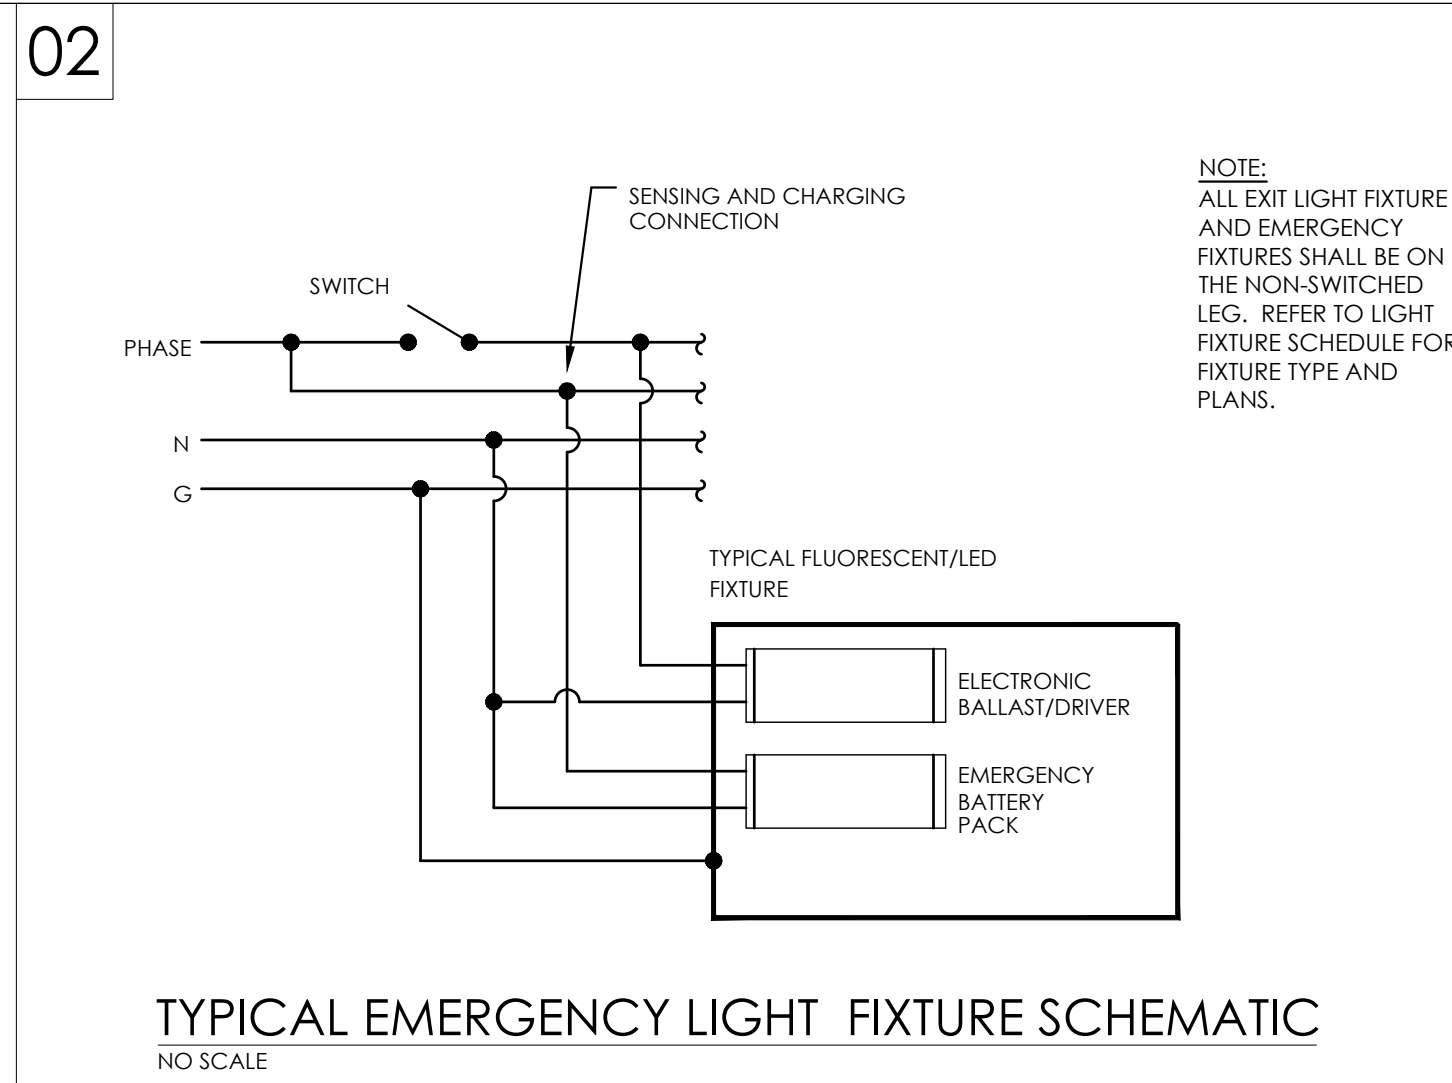 02
SENSING AND CHARGING
CONNECTION
NOTE:
ALL EXIT LIGHT FIXTURE
AND EMERGENCY
FIXTURES SHALL BE ON
THE NON-SWITCHED
LEG. REFER TO LIGHT
FIXTURE SCHEDULE FOR
FIXTURE TYPE AND
PLANS.
SWITCH
PHASE
N
G
TYPICAL FLUORESCENT/LED
FIXTURE
ELECTRONIC
BALLAST/DRIVER
EMERGENCY
BATTERY
PACK
TYPICAL EMERGENCY LIGHT FIXTURE SCHEMATIC
NO SCALE